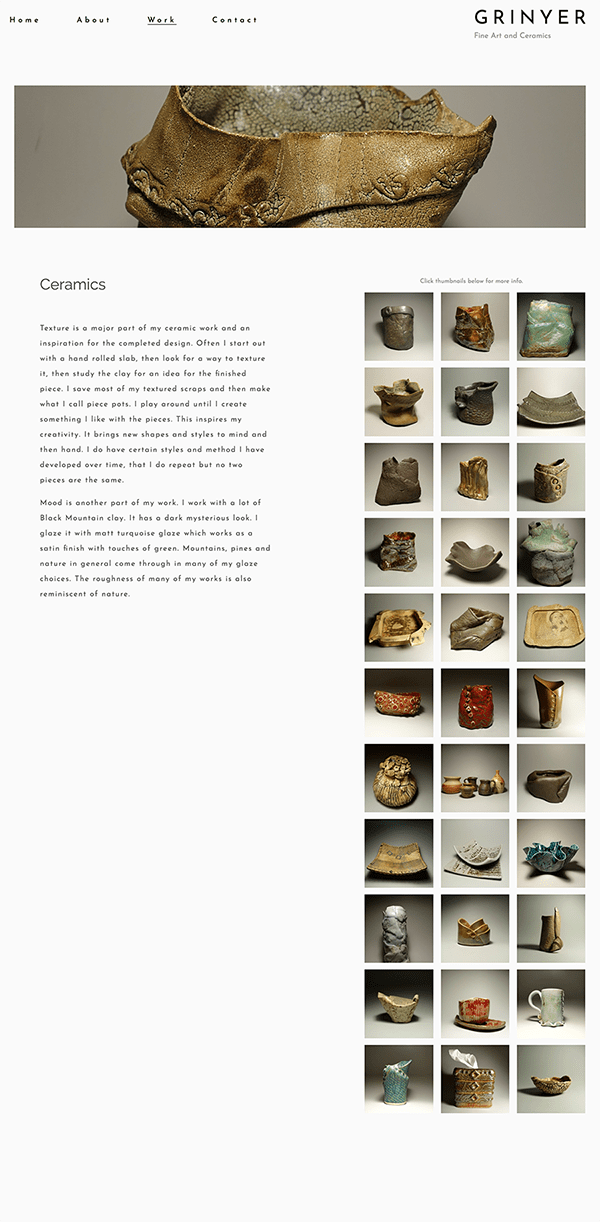 Home About Work Contact
GRINYER
Fine Art and Ceramics
Ceramics
Texture is a major part of my ceramic work and an
inspiration for the completed design. Often I start out
with a hand rolled slab, then look for a way to texture
it, then study the clay for an idea for the finished
piece. I save most of my textured scraps and then make
what I call piece pots. I play around until I create
something I like with the pieces. This inspires my
creativity. It brings new shapes and styles to mind and
then hand. I do have certain styles and method I have
developed over time, that I do repeat but no two
pieces are the same.
Mood is another part of my work. I work with a lot of
Black Mountain clay. It has a dark mysterious look. I
glaze it with matt turquoise glaze which works as a
satin finish with touches of green. Mountains, pines and
nature in general come through in many of my glaze
choices. The roughness of many of my works is also
reminiscent of nature.
Click thumbnails below for more info.